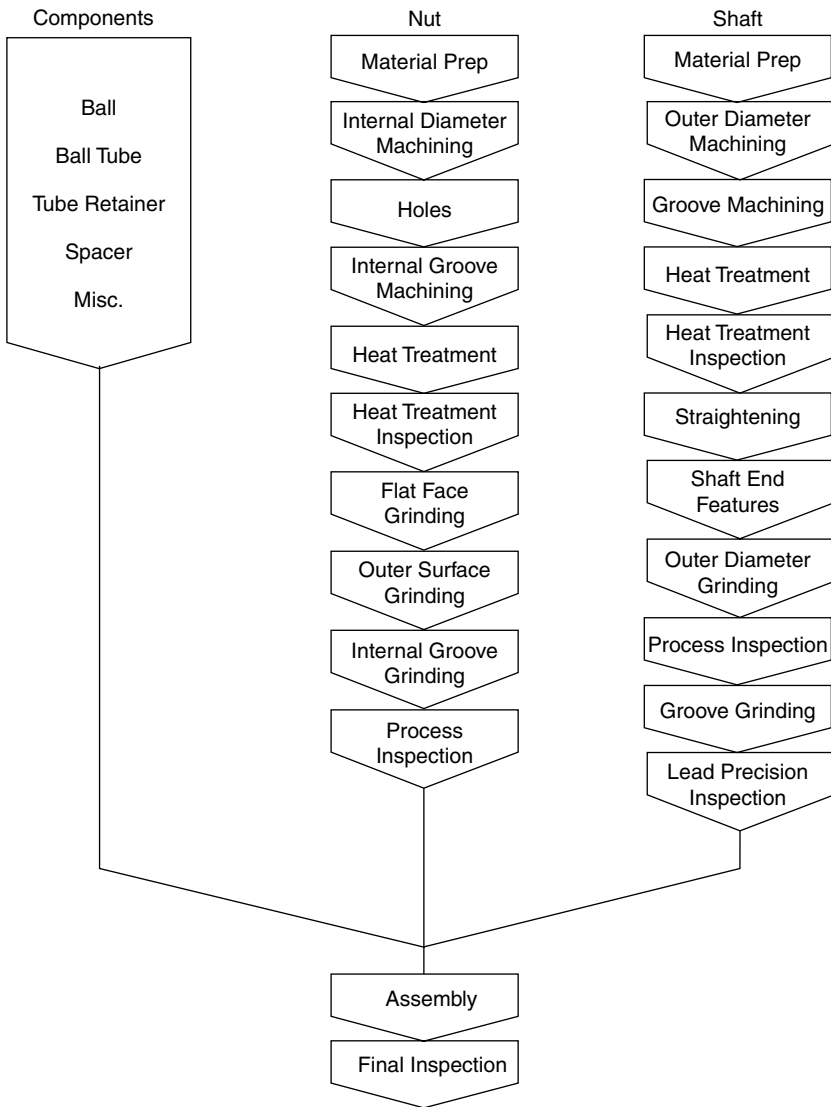 Components
Ball
Ball Tube
Tube Retainer
Spacer
Misc.
Nut
Material Prep
Internal Diameter
Machining
Holes
Internal Groove
Machining
Heat Treatment
Heat Treatment
Inspection
Flat Face
Grinding
Outer Surface
Grinding
Internal Groove
Grinding
Process
Inspection
Shaft
Material Prep
Outer Diameter
Machining
Groove Machining
Heat Treatment
Heat Treatment
Inspection
Straightening
Shaft End
Features
Outer Diameter
Grinding
Process Inspection
Groove Grinding
Lead Precision
Inspection
Assembly
Final Inspection